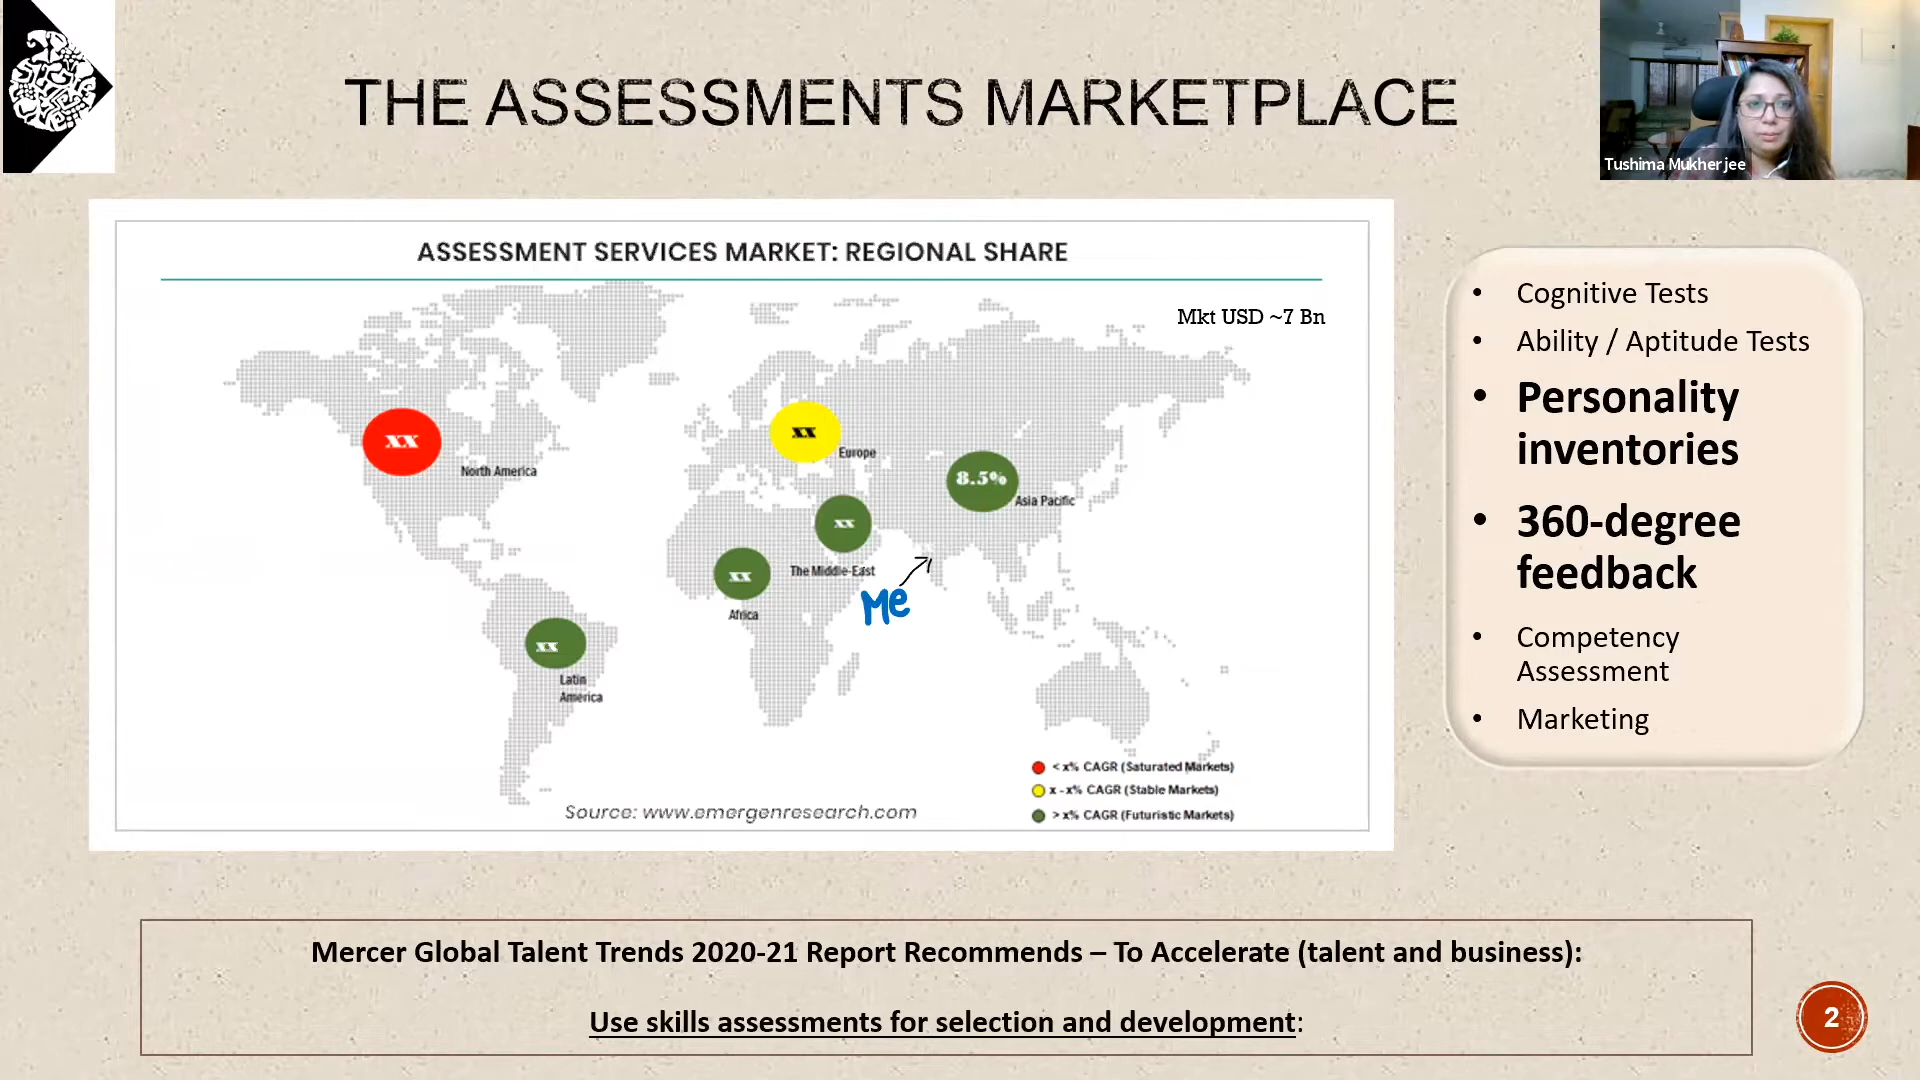 THE ASSESSMENTS MARKETPLACE
Tushima Mukherjee
ASSESSMENT SERVICES MARKET: REGIONAL SHARE
Mkt USD ~7 Bn
xx
North America
xx
Europe
8.5%
Asia Pacific
xx
The Middle-East
xx
Africa
Me
xx
Latin
America
< x% CAGR (Saturated Markets)
x - x% CAGR (Stable Markets)
> x% CAGR (Futuristic Markets)
Source: www.emergenresearch.com
• Cognitive Tests
• Ability / Aptitude Tests
• Personality
inventories
• 360-degree
feedback
• Competency
Assessment
• Marketing
Mercer Global Talent Trends 2020-21 Report Recommends – To Accelerate (talent and business):
Use skills assessments for selection and development:
2